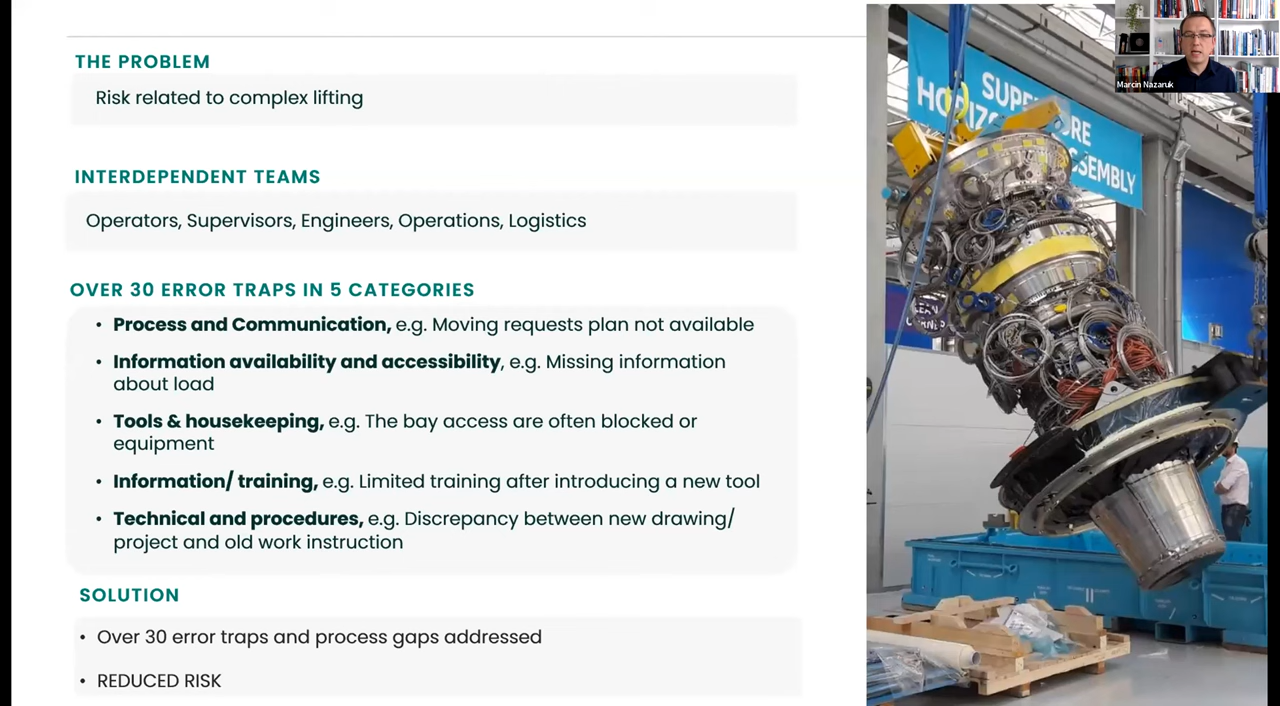 THE PROBLEM
Risk related to complex lifting
INTERDEPENDENT TEAMS
Operators, Supervisors, Engineers, Operations, Logistics
OVER 30 ERROR TRAPS IN 5 CATEGORIES
• Process and Communication, e.g. Moving requests plan not available
• Information availability and accessibility, e.g. Missing information
about load
• Tools & housekeeping, e.g. The bay access are often blocked or
equipment
• Information/ training, e.g. Limited training after introducing a new tool
• Technical and procedures, e.g. Discrepancy between new drawing/
project and old work instruction
SOLUTION
• Over 30 error traps and process gaps addressed
• REDUCED RISK
Marcin Nazaruk